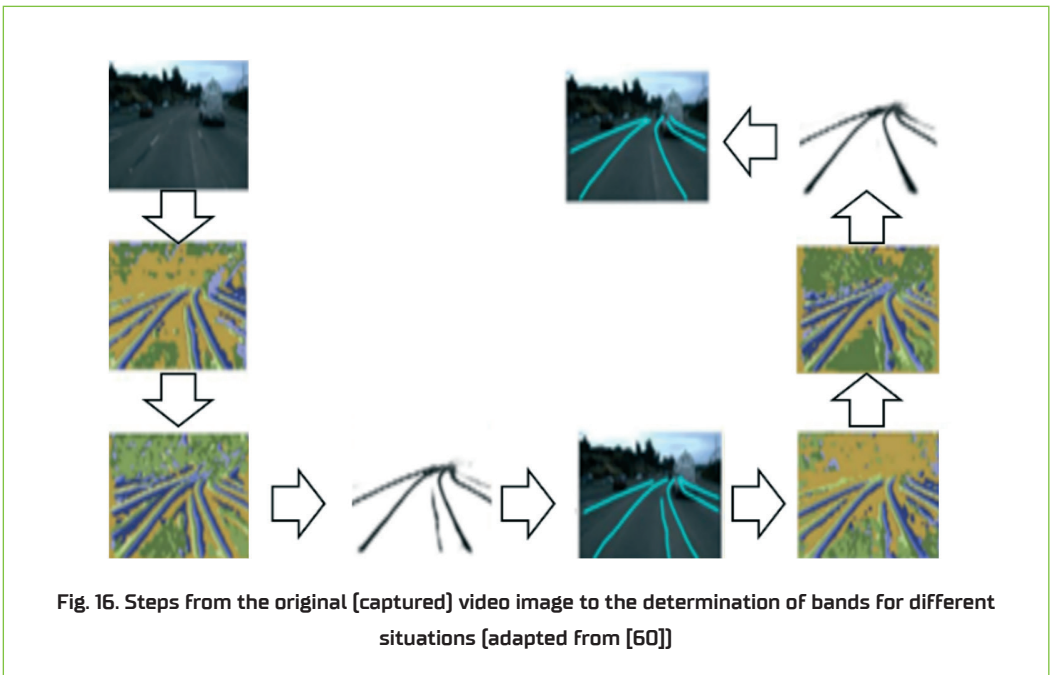 Fig. 16. Steps from the original (captured) video image to the determination of bands for different
situations (adapted from [60])